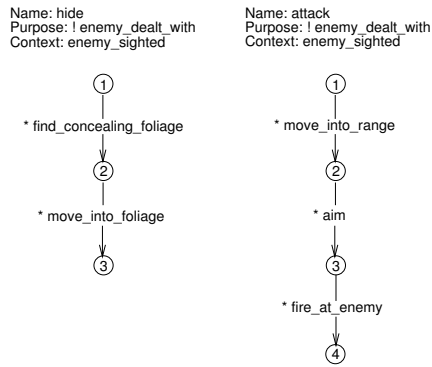 Name: hide
Purpose: ! enemy_dealt_with
Context: enemy_sighted
1
* find_concealing_foliage
2
* move_into_foliage
3
Name: attack
Purpose: ! enemy_dealt_with
Context: enemy_sighted
1
* move_into_range
2
* aim
3
* fire_at_enemy
4